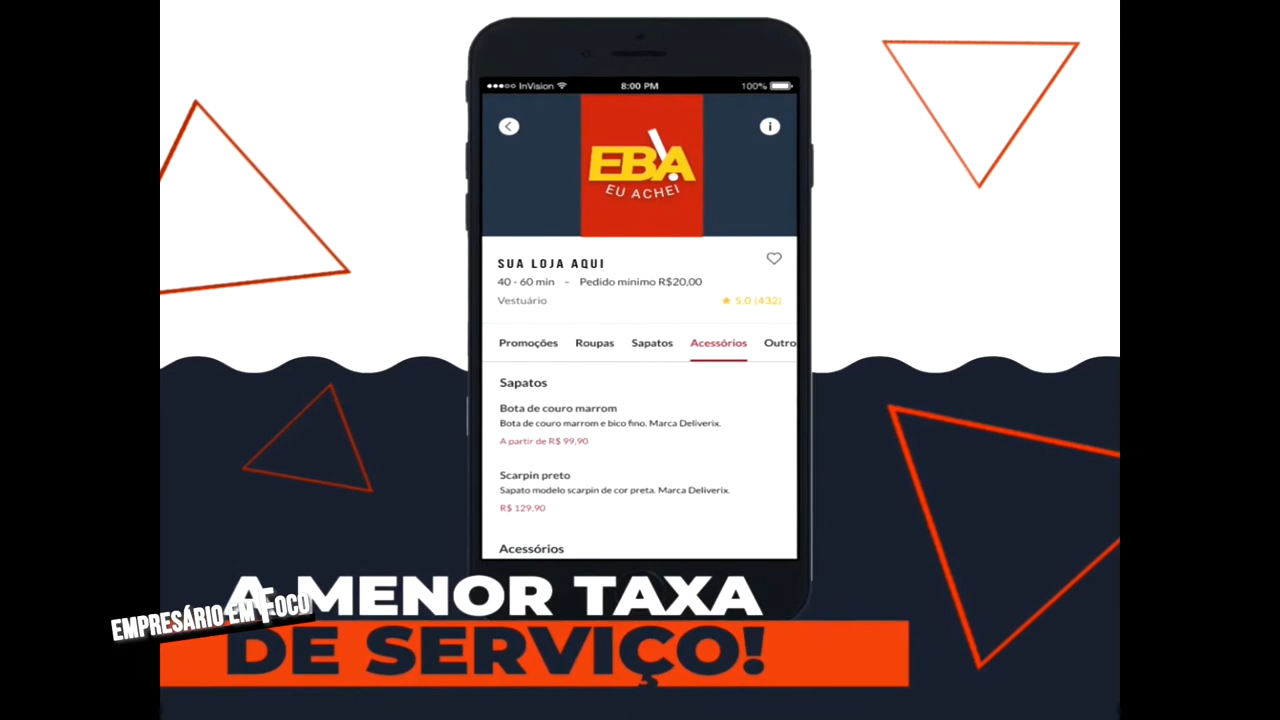 InVision
8:00 PM
100%
EBA!
EU ACHEI
SUA LOJA AQUI
40 - 60 min - Pedido mínimo R$20,00
Vestuário
5.0 (432)
Promoções Roupas Sapatos Acessórios Outro
Sapatos
Bota de couro marrom
Bota de couro marrom e bico fino. Marca Deliverix.
A partir de R$ 99,90
Scarpin preto
Sapato modelo scarpin de cor preta. Marca Deliverix.
R$ 129,90
Acessórios
A MENOR TAXA
DE SERVIÇO!
EMPRESÁRIO EM FOCO